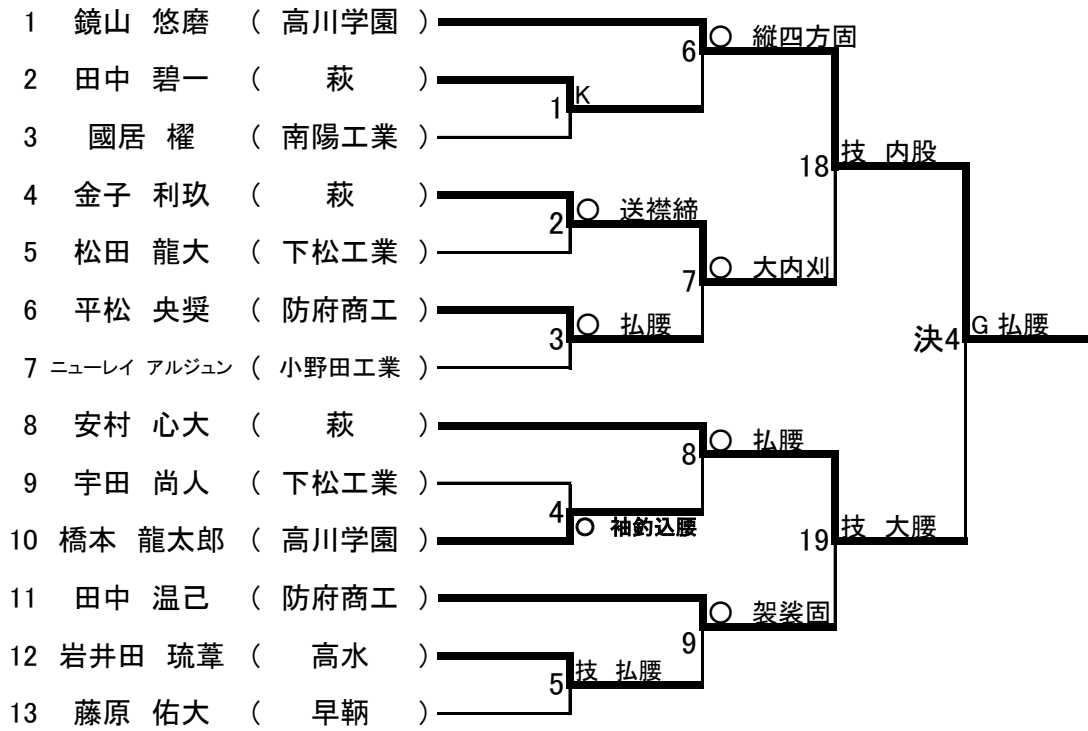 1 鏡山 悠磨 ( 高川学園 )
6 ○ 縦四方固
2 田中 碧一 ( 萩 )
1 K
3 國居 櫂 ( 南陽工業 )
18 技 内股
4 金子 利玖 ( 萩 )
2 ○ 送襟締
5 松田 龍大 ( 下松工業 )
7 ○ 大内刈
6 平松 央奨 ( 防府商工 )
3 ○ 払腰
決4 G 払腰
7 ニューレイ アルジュン ( 小野田工業 )
8 安村 心大 ( 萩 )
8 ○ 払腰
9 宇田 尚人 ( 下松工業 )
4 ○ 袖釣込腰
10 橋本 龍太郎 ( 高川学園 )
19 技 大腰
11 田中 温己 ( 防府商工 )
9 ○ 袈裟固
12 岩井田 琉葦 ( 高水 )
5 技 払腰
13 藤原 佑大 ( 早鞆 )